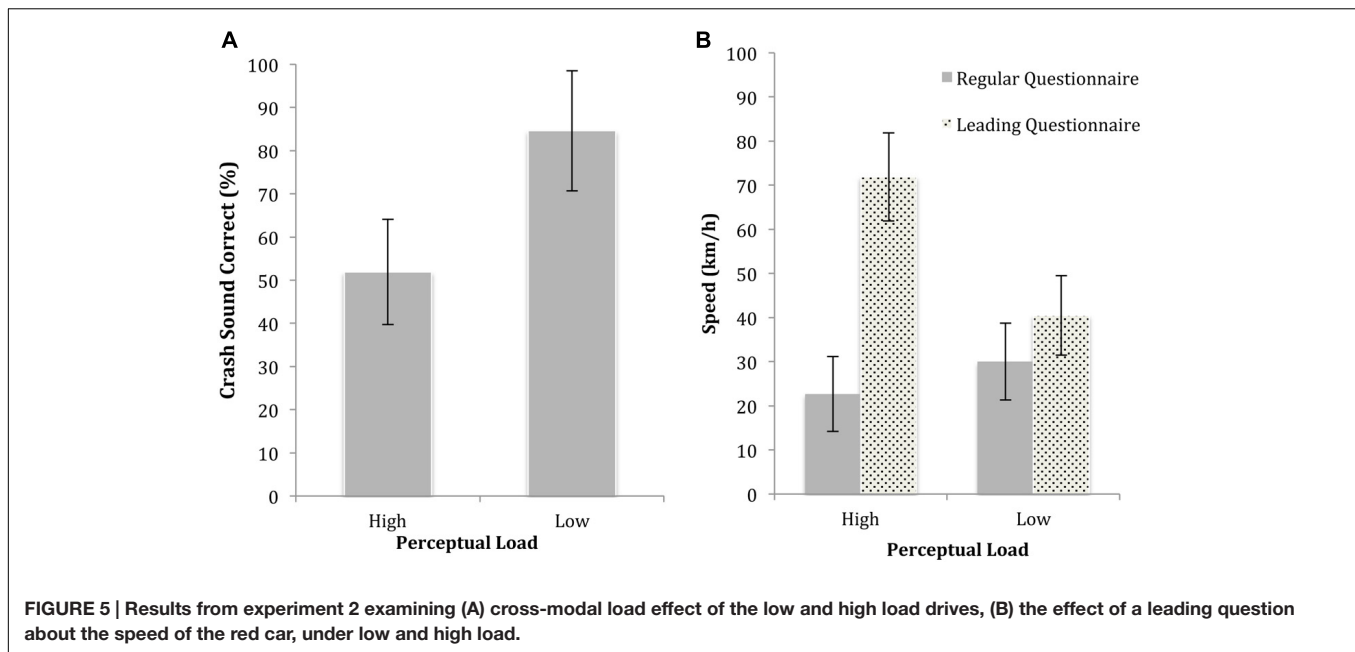 A
100
90
80
70
60
50
40
30
20
10
0
Crash Sound Correct (%)
High
Low
Perceptual Load
B
100
90
80
70
60
50
40
30
20
10
0
Speed (km/h)
Regular Questionnaire
Leading Questionnaire
High
Low
Perceptual Load
FIGURE 5 | Results from experiment 2 examining (A) cross-modal load effect of the low and high load drives, (B) the effect of a leading question
about the speed of the red car, under low and high load.